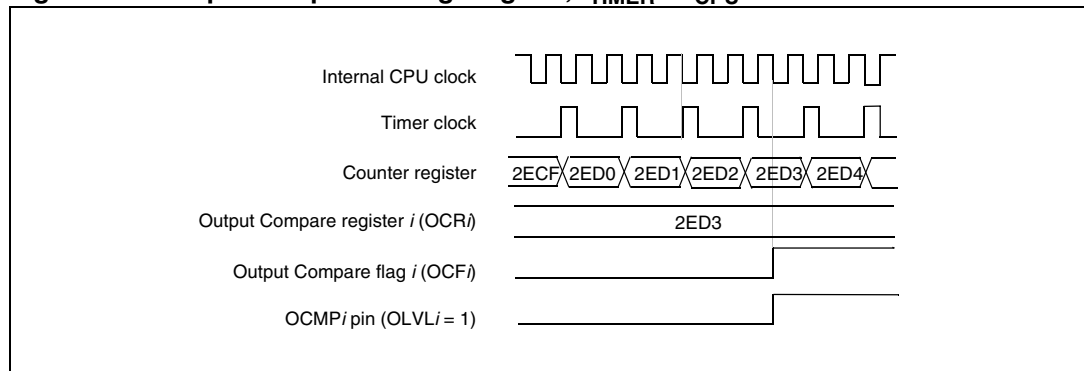 Internal CPU clock
Timer clock
Counter register 2ECF 2ED0 2ED1 2ED2 2ED3 2ED4
Output Compare register i (OCRi) 2ED3
Output Compare flag i (OCFi)
OCMPi pin (OLVLi = 1)